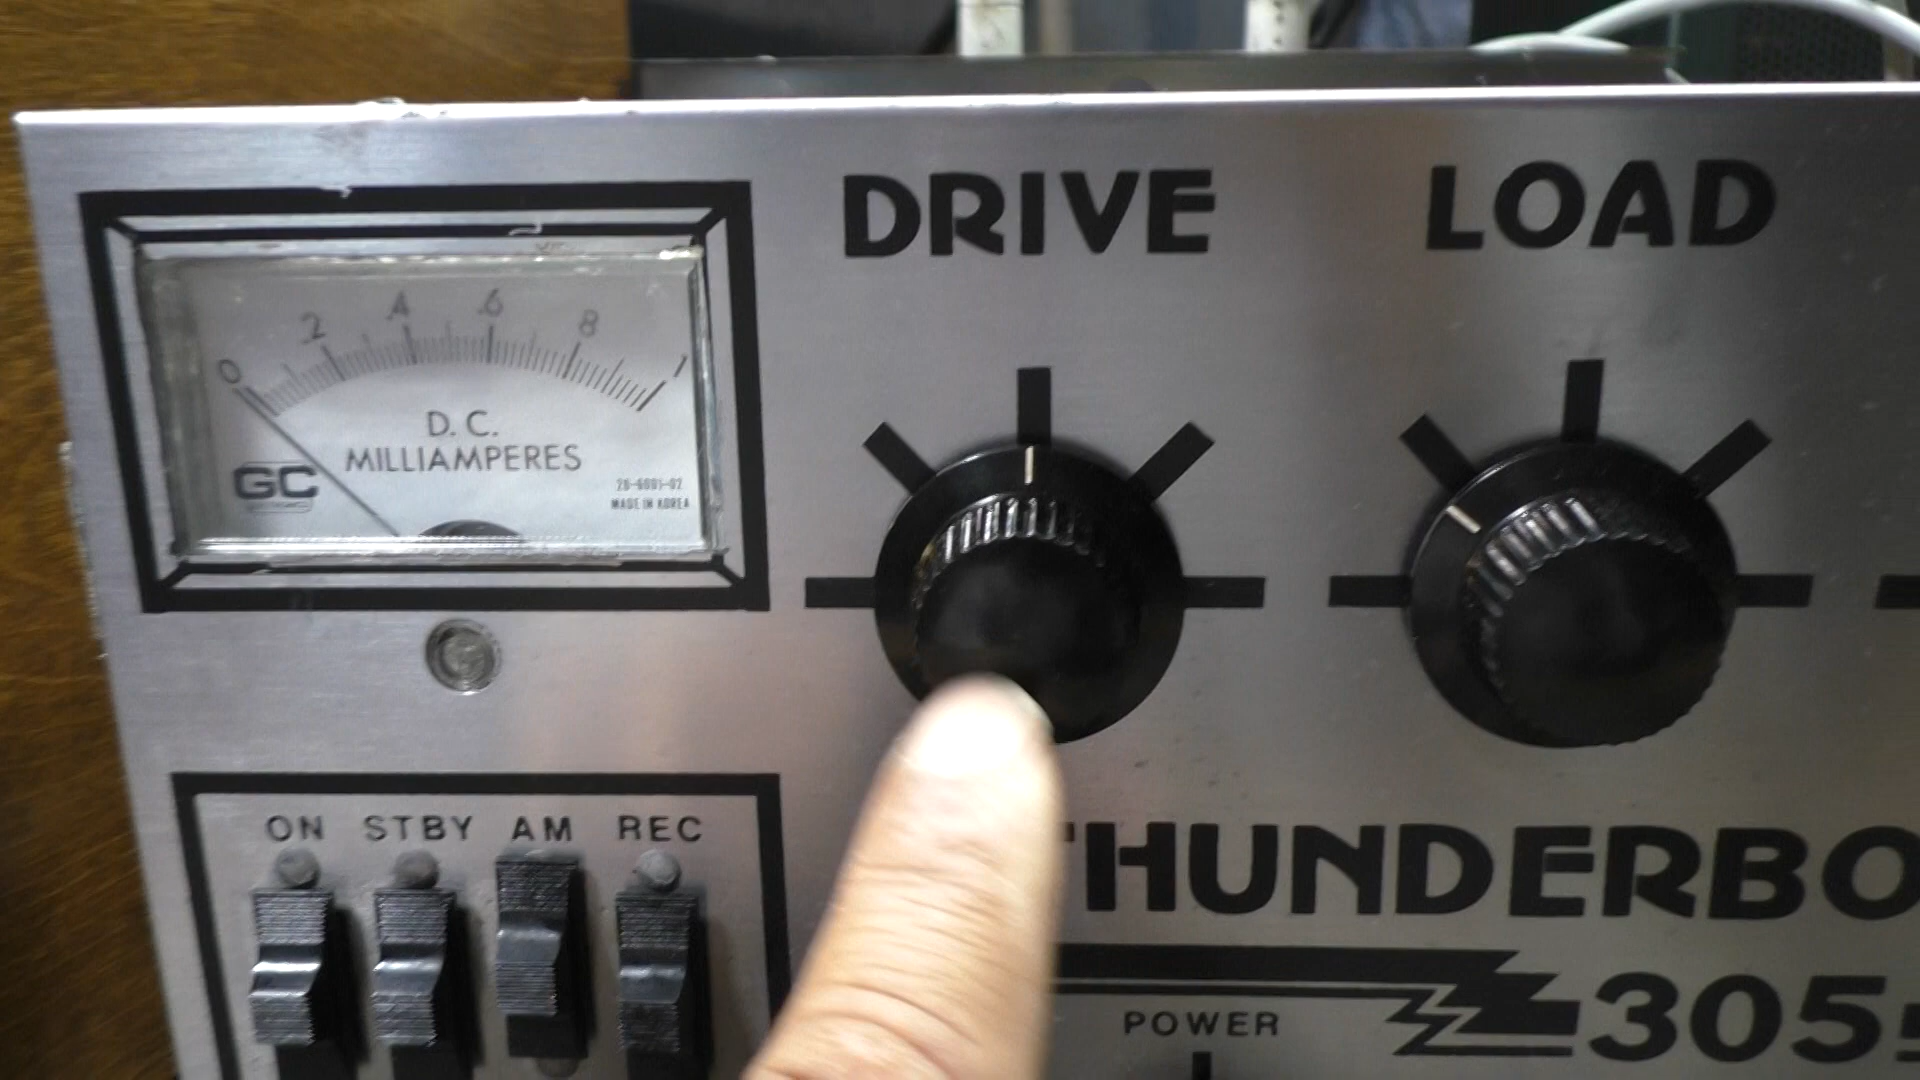 DRIVE
LOAD
0 .2 .4 .6 .8 1
D. C.
MILLIAMPERES
GC
MADE IN KOREA
ON STBY AM REC
THUNDERBO
305
POWER